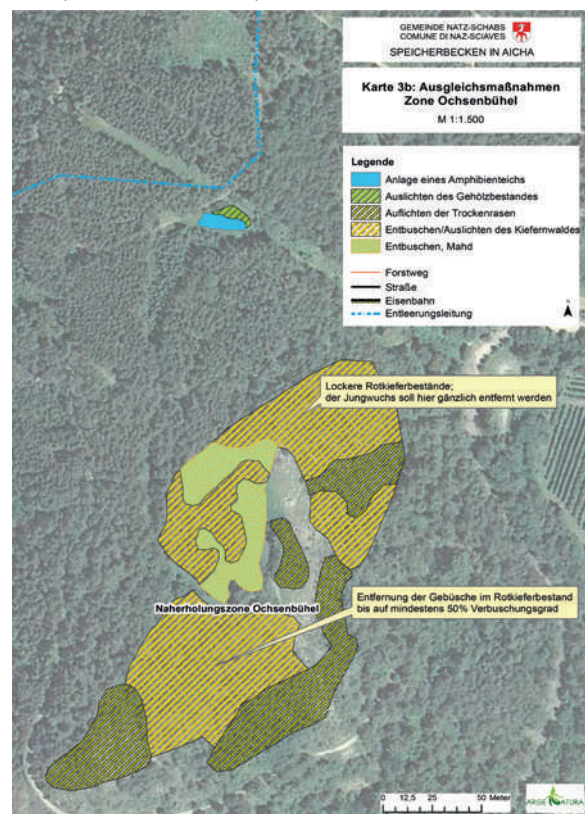 GEMEINDE NATZ-SCHABS
COMUNE DI NAZ-SCIAVES
SPEICHERBECKEN IN AICHA
Karte 3b: Ausgleichsmaßnahmen
Zone Ochsenbühel
M 1:1.500
Legende
Anlage eines Amphibienteichs
Auslichten des Gehölzbestandes
Auflichten der Trockenrasen
Entbuschen/Auslichten des Kiefernwaldes
Entbuschen, Mahd
Forstweg
Straße
Eisenbahn
Entleerungsleitung
Lockere Rotkieferbestände;
der Jungwuchs soll hier gänzlich entfernt werden
Entfernung der Gebüsche im Rotkieferbestand
bis auf mindestens 50% Verbuschungsgrad
Naherholungszone Ochsenbühel
0 12,5 25 50 Meter
ARGE NATURA